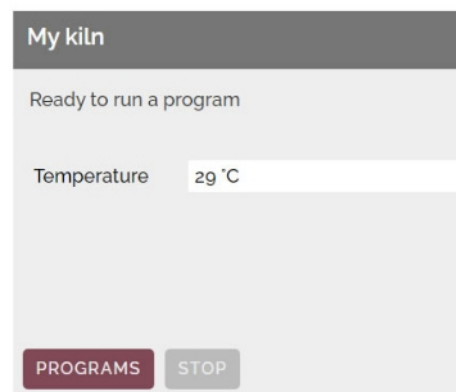 My kiln
Ready to run a program
Temperature 29 °C
PROGRAMS STOP